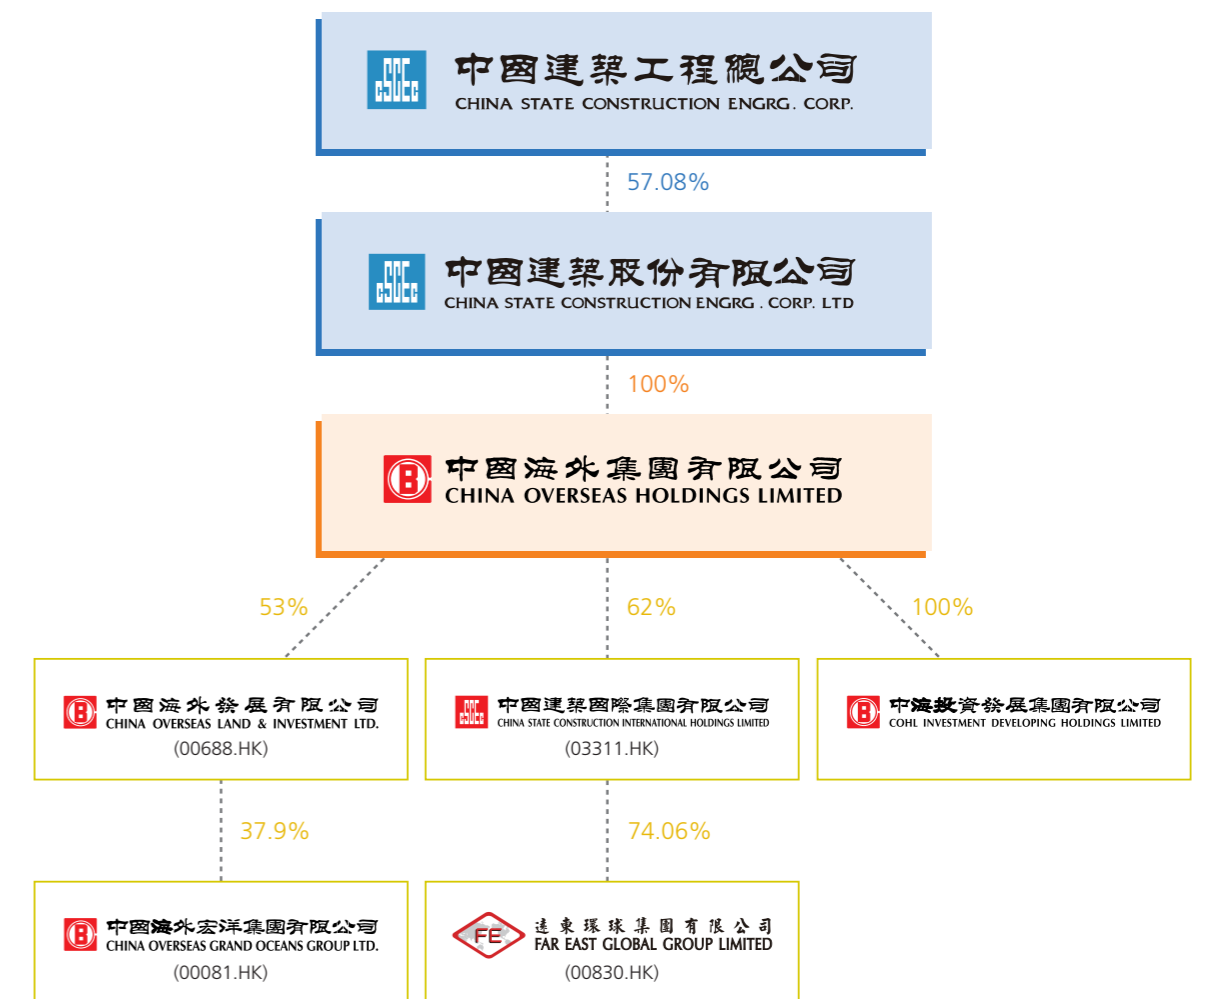 CSCEC
中國建築工程總公司
CHINA STATE CONSTRUCTION ENGRG. CORP.
57.08%
CSCEC
中國建築股份有限公司
CHINA STATE CONSTRUCTION ENGRG . CORP. LTD
100%
中國海外集團有限公司
CHINA OVERSEAS HOLDINGS LIMITED
53%
62%
100%
中國海外發展有限公司
CHINA OVERSEAS LAND & INVESTMENT LTD.
(00688.HK)
CSCEC
中國建築國際集團有限公司
CHINA STATE CONSTRUCTION INTERNATIONAL HOLDINGS LIMITED
(03311.HK)
中海投資發展集團有限公司
COHL INVESTMENT DEVELOPING HOLDINGS LIMITED
37.9%
74.06%
中國海外宏洋集團有限公司
CHINA OVERSEAS GRAND OCEANS GROUP LTD.
(00081.HK)
FE
遠東環球集團有限公司
FAR EAST GLOBAL GROUP LIMITED
(00830.HK)